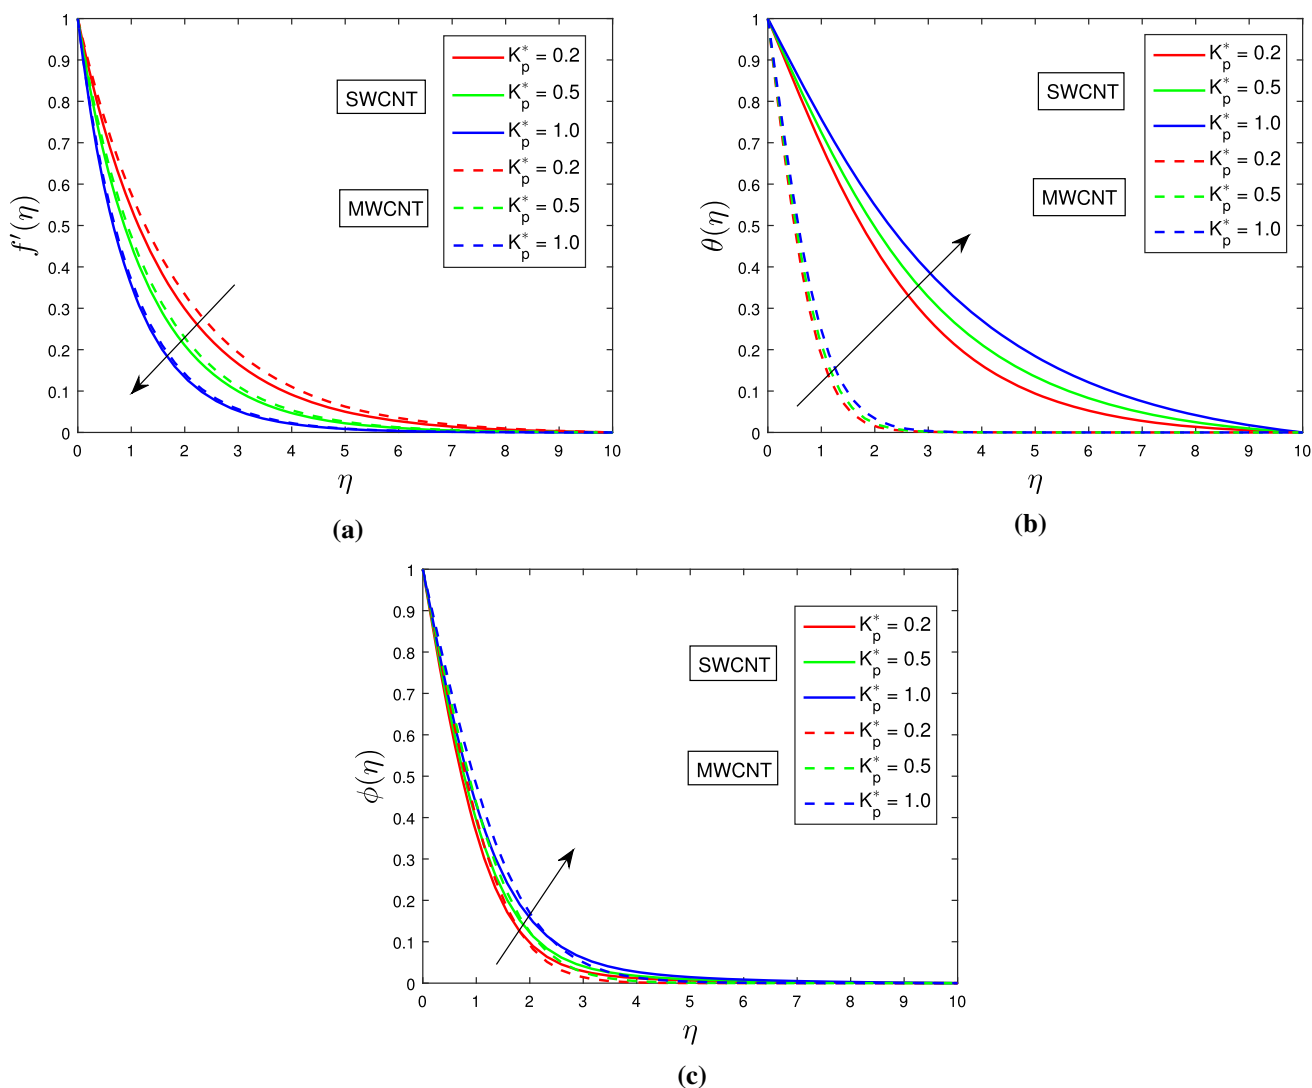 1
0.9
0.8
0.7
0.6
0.5
0.4
0.3
0.2
0.1
0
f′(η)
0 1 2 3 4 5 6 7 8 9 10
η
SWCNT
MWCNT
K*p = 0.2
K*p = 0.5
K*p = 1.0
K*p = 0.2
K*p = 0.5
K*p = 1.0
(a)
1
0.9
0.8
0.7
0.6
0.5
0.4
0.3
0.2
0.1
0
θ(η)
0 1 2 3 4 5 6 7 8 9 10
η
SWCNT
MWCNT
K*p = 0.2
K*p = 0.5
K*p = 1.0
K*p = 0.2
K*p = 0.5
K*p = 1.0
(b)
1
0.9
0.8
0.7
0.6
0.5
0.4
0.3
0.2
0.1
0
ϕ(η)
0 1 2 3 4 5 6 7 8 9 10
η
SWCNT
MWCNT
K*p = 0.2
K*p = 0.5
K*p = 1.0
K*p = 0.2
K*p = 0.5
K*p = 1.0
(c)